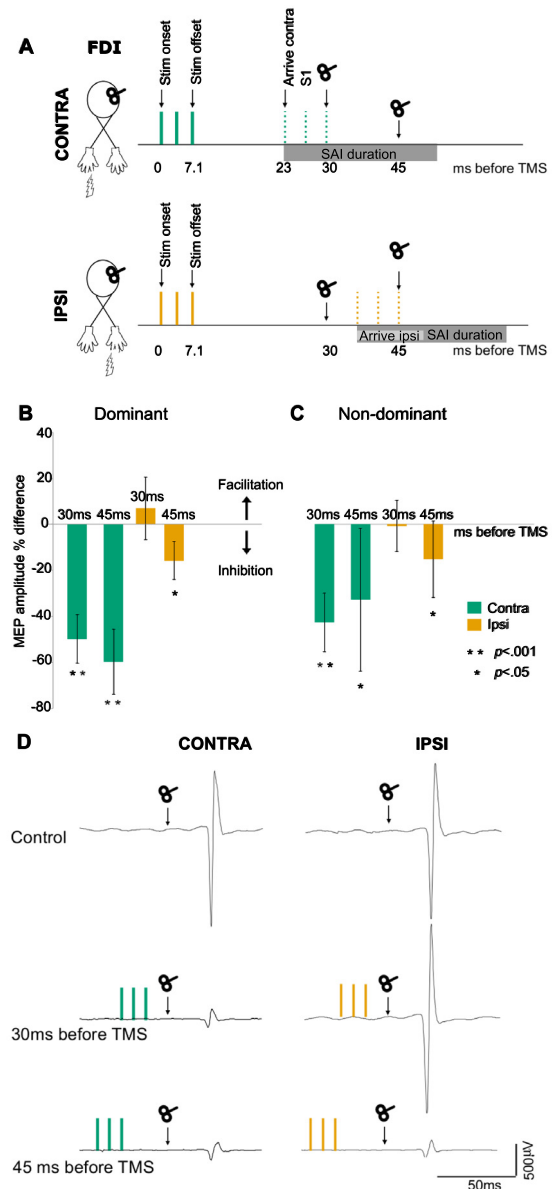 A
FDI
CONTRA
Stim onset
Stim offset
Arrive contra
S1
SAI duration
0 7.1 23 30 45 ms before TMS
IPSI
Stim onset
Stim offset
Arrive ipsi SAI duration
0 7.1 30 45 ms before TMS
B Dominant
C Non-dominant
MEP amplitude % difference
40
20
0
-20
-40
-60
-80
30ms 45ms 30ms 45ms
Facilitation
Inhibition
**
**
*
30ms 45ms 30ms 45ms
ms before TMS
**
*
*
Contra
Ipsi
** p<.001
* p<.05
D CONTRA IPSI
Control
30ms before TMS
45 ms before TMS
500µV
50ms